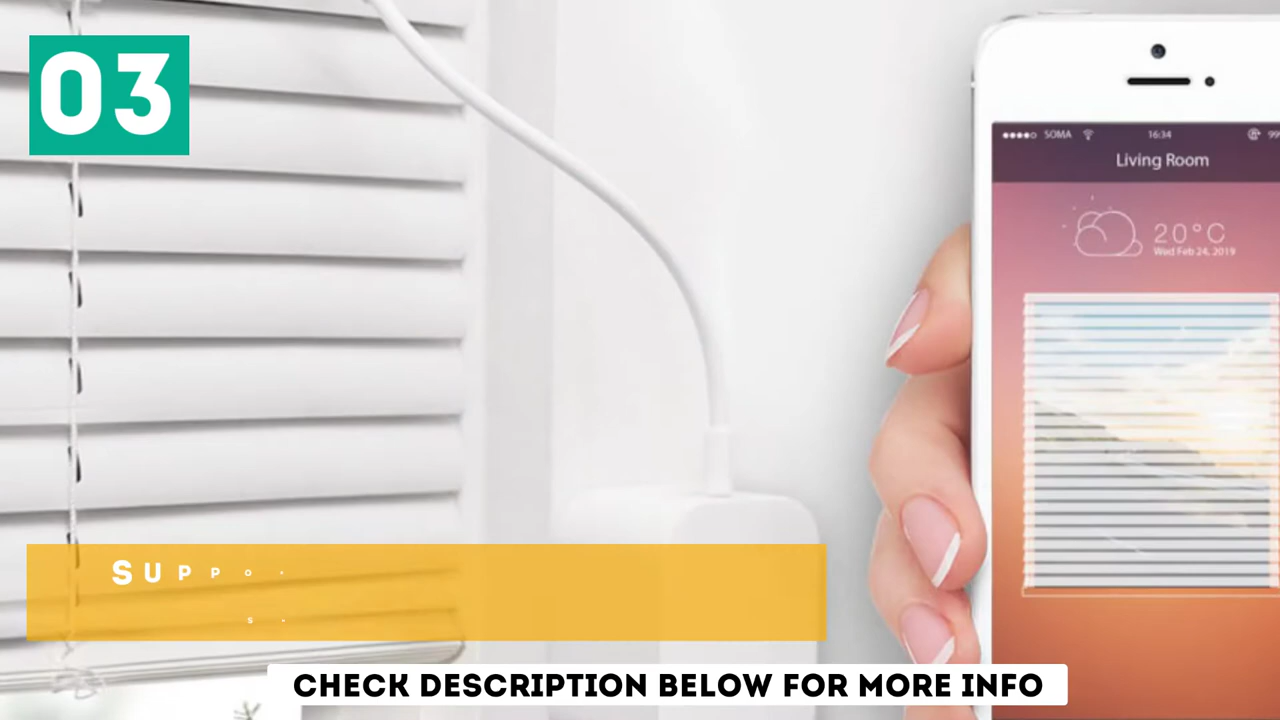 03
SOMA 16:34
Living Room
20°C
Wed Feb 24, 2019
CHECK DESCRIPTION BELOW FOR MORE INFO